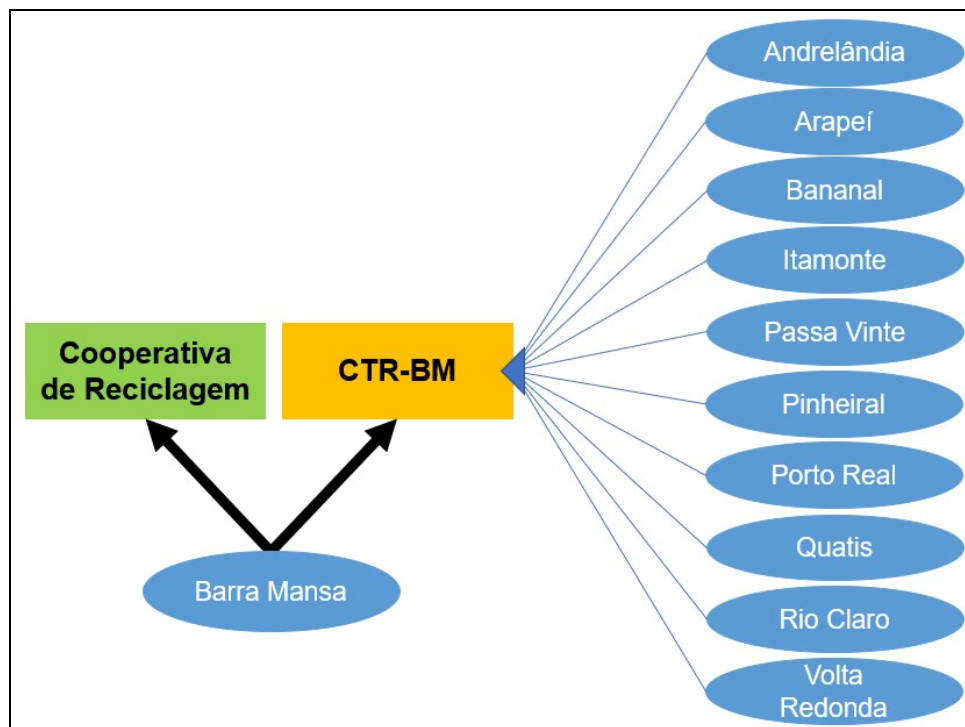 Andrelândia
Arapeí
Bananal
Itamonte
Cooperativa
de Reciclagem
CTR-BM
Passa Vinte
Pinheiral
Porto Real
Quatis
Barra Mansa
Rio Claro
Volta
Redonda